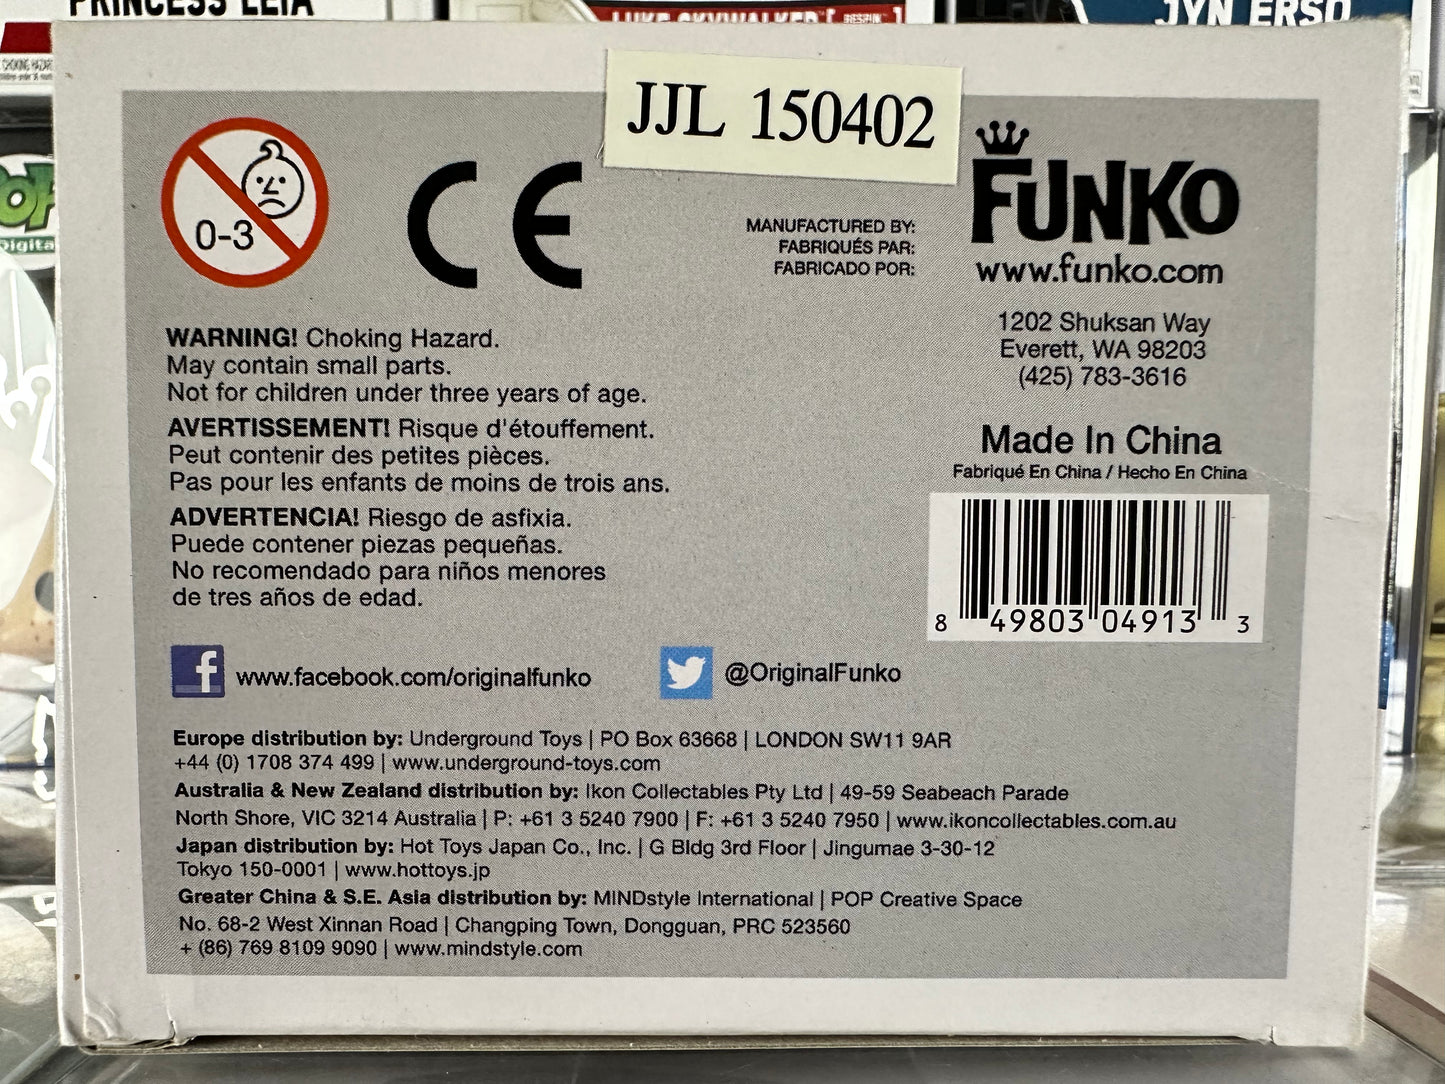 PRINCESS LEIA
LUKE SKYWALKER [BESPIN]
JYN ERSO
JJL 150402
0-3
CE
MANUFACTURED BY:
FABRIQUÉS PAR:
FABRICADO POR:
FUNKO
www.funko.com
1202 Shuksan Way
Everett, WA 98203
(425) 783-3616
WARNING! Choking Hazard.
May contain small parts.
Not for children under three years of age.
AVERTISSEMENT! Risque d'étouffement.
Peut contenir des petites pièces.
Pas pour les enfants de moins de trois ans.
ADVERTENCIA! Riesgo de asfixia.
Puede contener piezas pequeñas.
No recomendado para niños menores
de tres años de edad.
Made In China
Fabriqué En China / Hecho En China
8 49803 04913 3
f www.facebook.com/originalfunko
@OriginalFunko
Europe distribution by: Underground Toys | PO Box 63668 | LONDON SW11 9AR
+44 (0) 1708 374 499 | www.underground-toys.com
Australia & New Zealand distribution by: Ikon Collectables Pty Ltd | 49-59 Seabeach Parade
North Shore, VIC 3214 Australia | P: +61 3 5240 7900 | F: +61 3 5240 7950 | www.ikoncollectables.com.au
Japan distribution by: Hot Toys Japan Co., Inc. | G Bldg 3rd Floor | Jingumae 3-30-12
Tokyo 150-0001 | www.hottoys.jp
Greater China & S.E. Asia distribution by: MINDstyle International | POP Creative Space
No. 68-2 West Xinnan Road | Changping Town, Dongguan, PRC 523560
+ (86) 769 8109 9090 | www.mindstyle.com